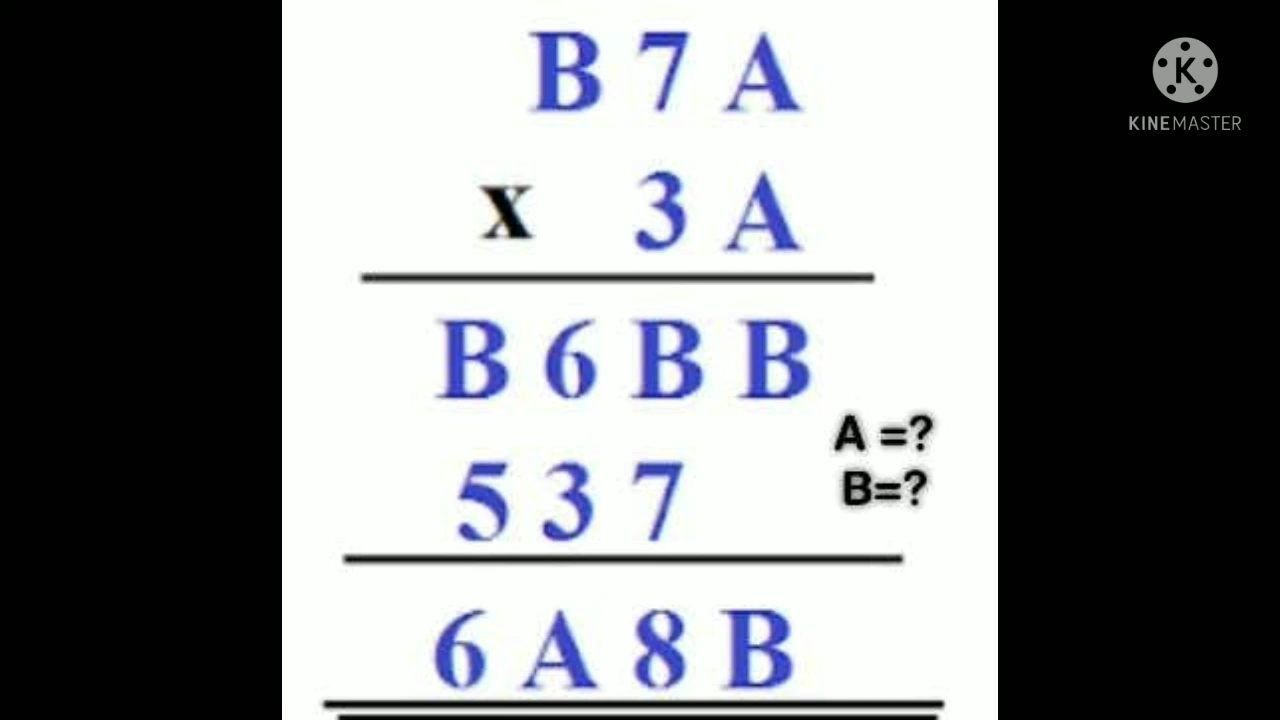 B 7 A
x 3 A
B 6 B B
5 3 7
6 A 8 B
A =?
B=?
K
KINEMASTER